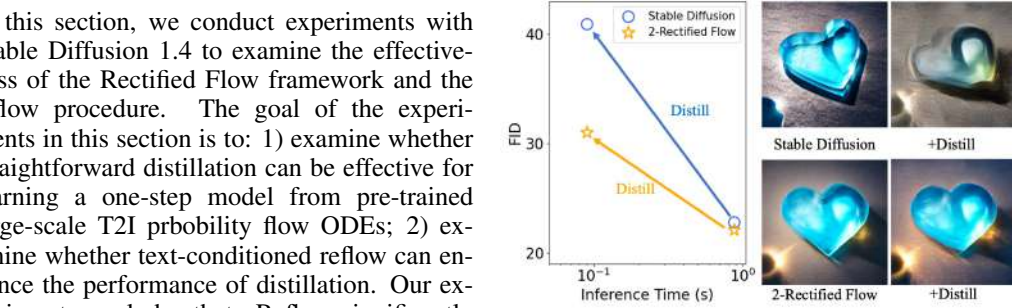 this section, we conduct experiments with
able Diffusion 1.4 to examine the effective-
ss of the Rectified Flow framework and the
flow procedure. The goal of the experi-
ents in this section is to: 1) examine whether
raightforward distillation can be effective for
arning a one-step model from pre-trained
ge-scale T2I prbobility flow ODEs; 2) ex-
mine whether text-conditioned reflow can en-
nce the performance of distillation. Our ex-
FID
40
30
20
10⁻¹
10⁰
Inference Time (s)
Stable Diffusion
2-Rectified Flow
Distill
Distill
Stable Diffusion
+Distill
2-Rectified Flow
+Distill